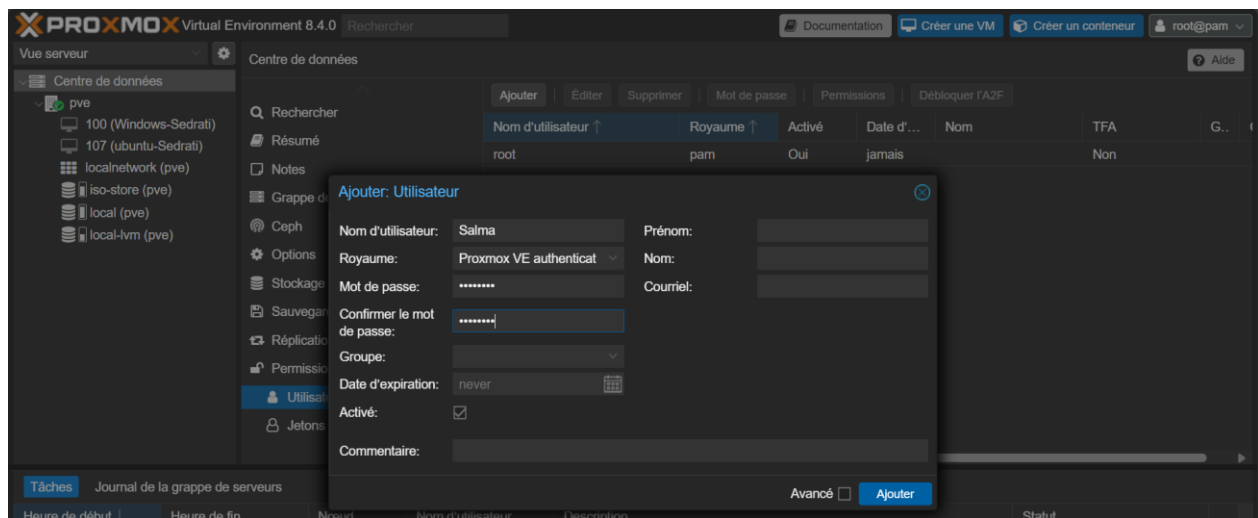 PROXMOX Virtual Environment 8.4.0 Rechercher Documentation Créer une VM Créer un conteneur root@pam
Vue serveur
Centre de données
pve
100 (Windows-Sedrati)
107 (ubuntu-Sedrati)
localnetwork (pve)
iso-store (pve)
local (pve)
local-lvm (pve)
Centre de données Aide
Rechercher
Résumé
Notes
Grappe de
Ceph
Options
Stockage
Sauvegar
Réplicatio
Permissio
Utilisat
Jetons
Ajouter Éditer Supprimer Mot de passe Permissions Débloquer l'A2F
Nom d'utilisateur Royaume Activé Date d'... Nom TFA G..
root pam Oui jamais Non
Ajouter: Utilisateur
Nom d'utilisateur: Salma
Royaume: Proxmox VE authenticat
Mot de passe: ••••••••
Confirmer le mot
de passe: ••••••••
Groupe:
Date d'expiration: never
Activé:
Prénom:
Nom:
Courriel:
Commentaire:
Avancé Ajouter
Tâches Journal de la grappe de serveurs
Heure de début Heure de fin Nœud Nom d'utilisateur Description Statut